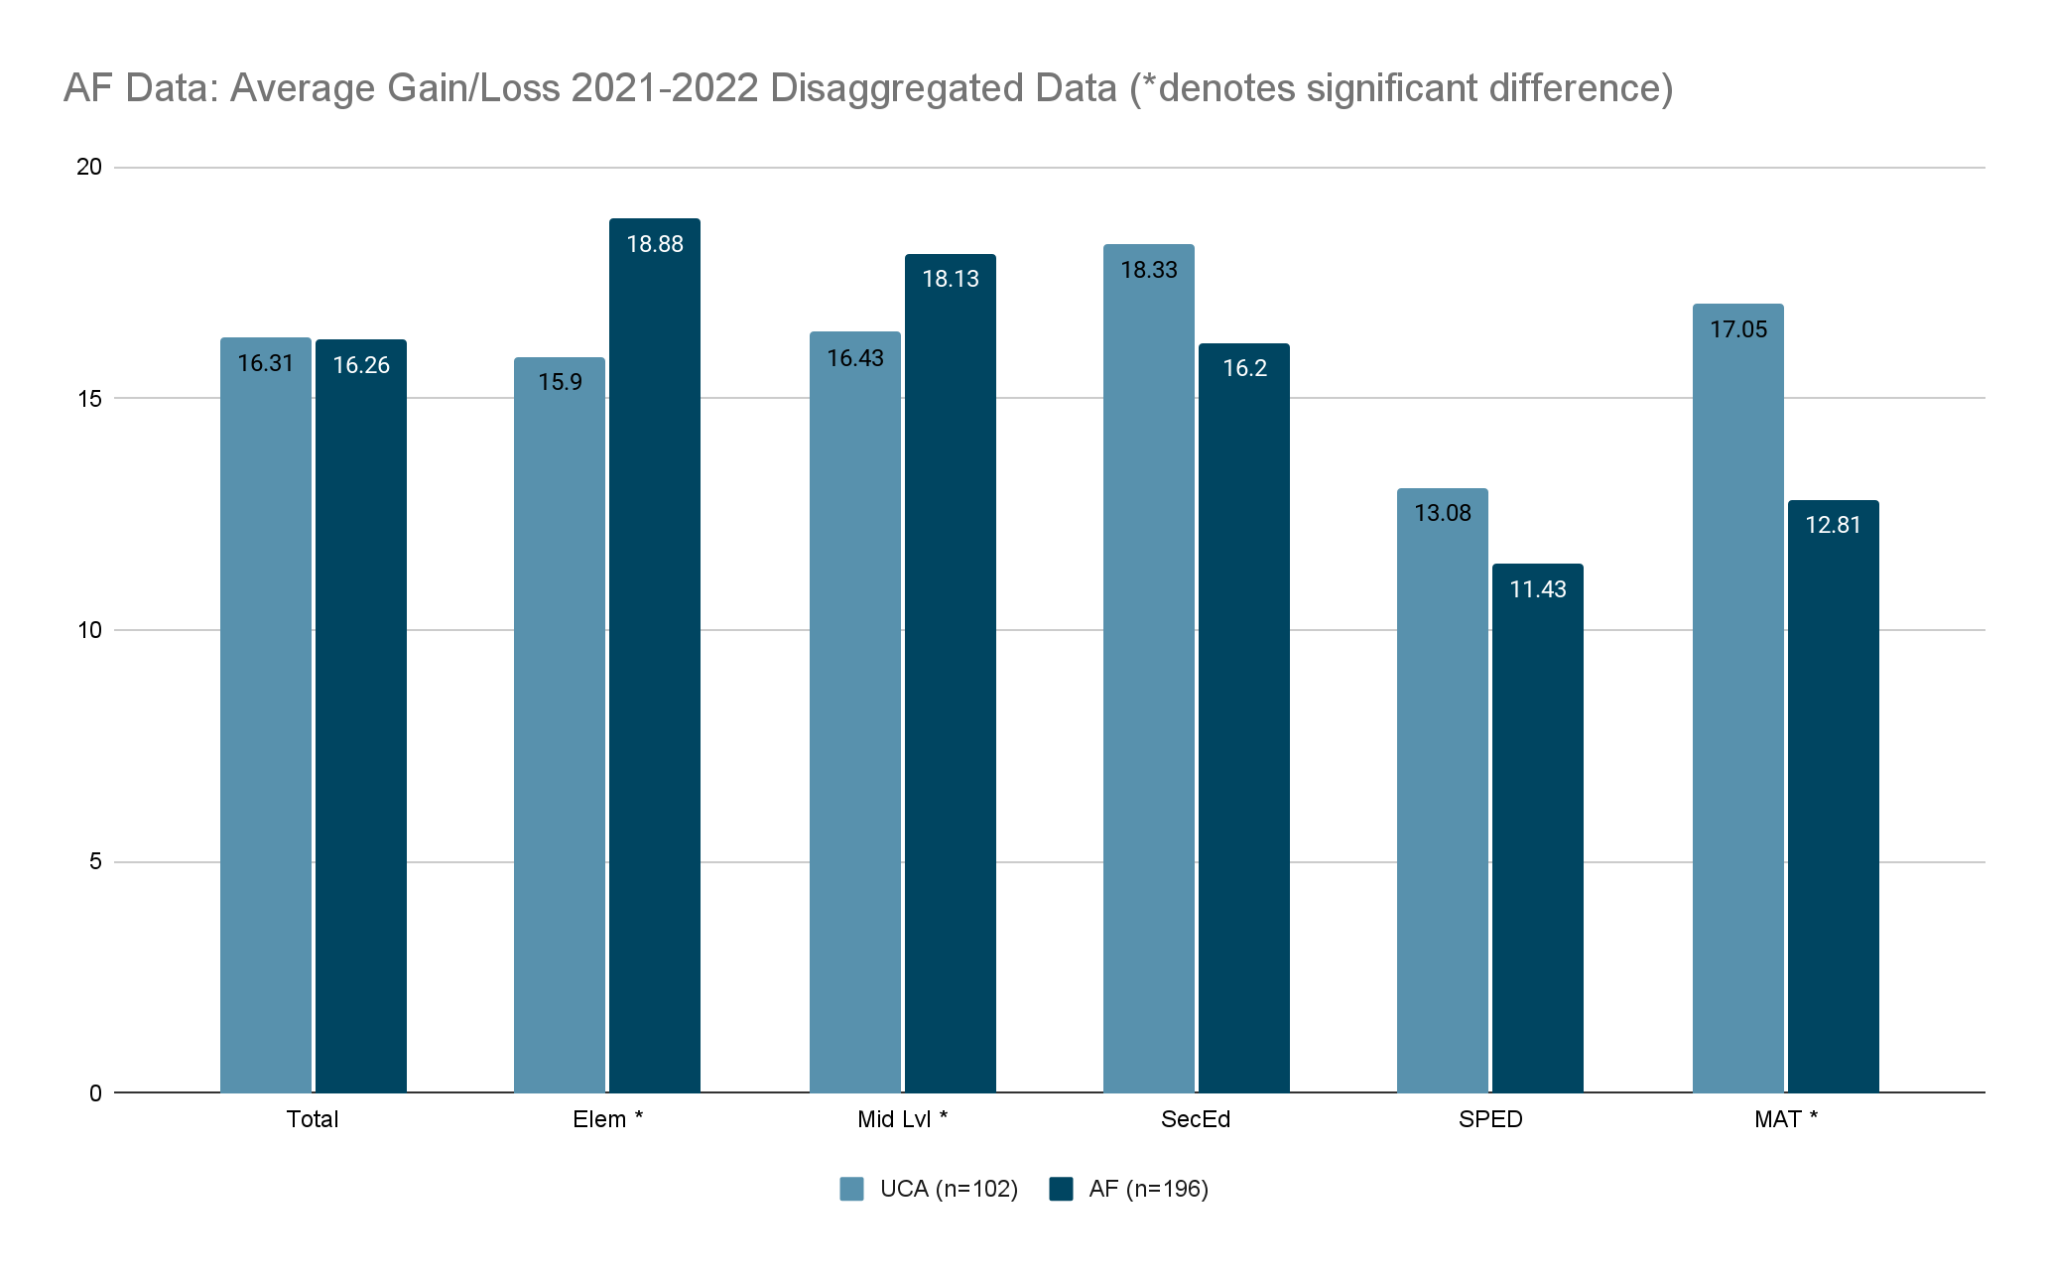 AF Data: Average Gain/Loss 2021-2022 Disaggregated Data (*denotes significant difference)
20
15
10
5
0
16.31
16.26
15.9
18.88
16.43
18.13
18.33
16.2
13.08
11.43
17.05
12.81
Total
Elem *
Mid Lvl *
SecEd
SPED
MAT *
UCA (n=102)
AF (n=196)